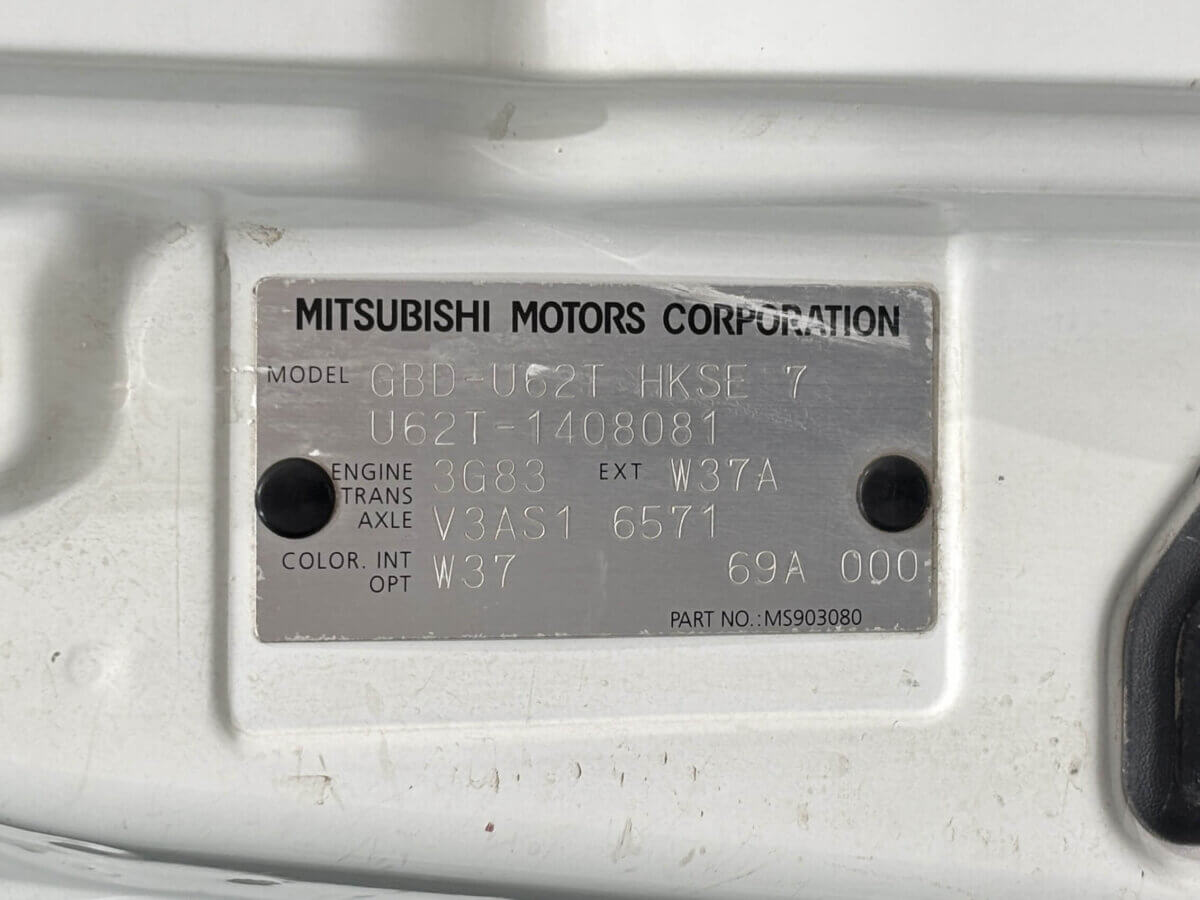 MITSUBISHI MOTORS CORPORATION
MODEL GBD-U62T HKSE 7
U62T-1408081
ENGINE 3G83 EXT W37A
TRANS
AXLE V3AS1 6571
COLOR. INT W37 69A 000
OPT
PART NO.:MS903080